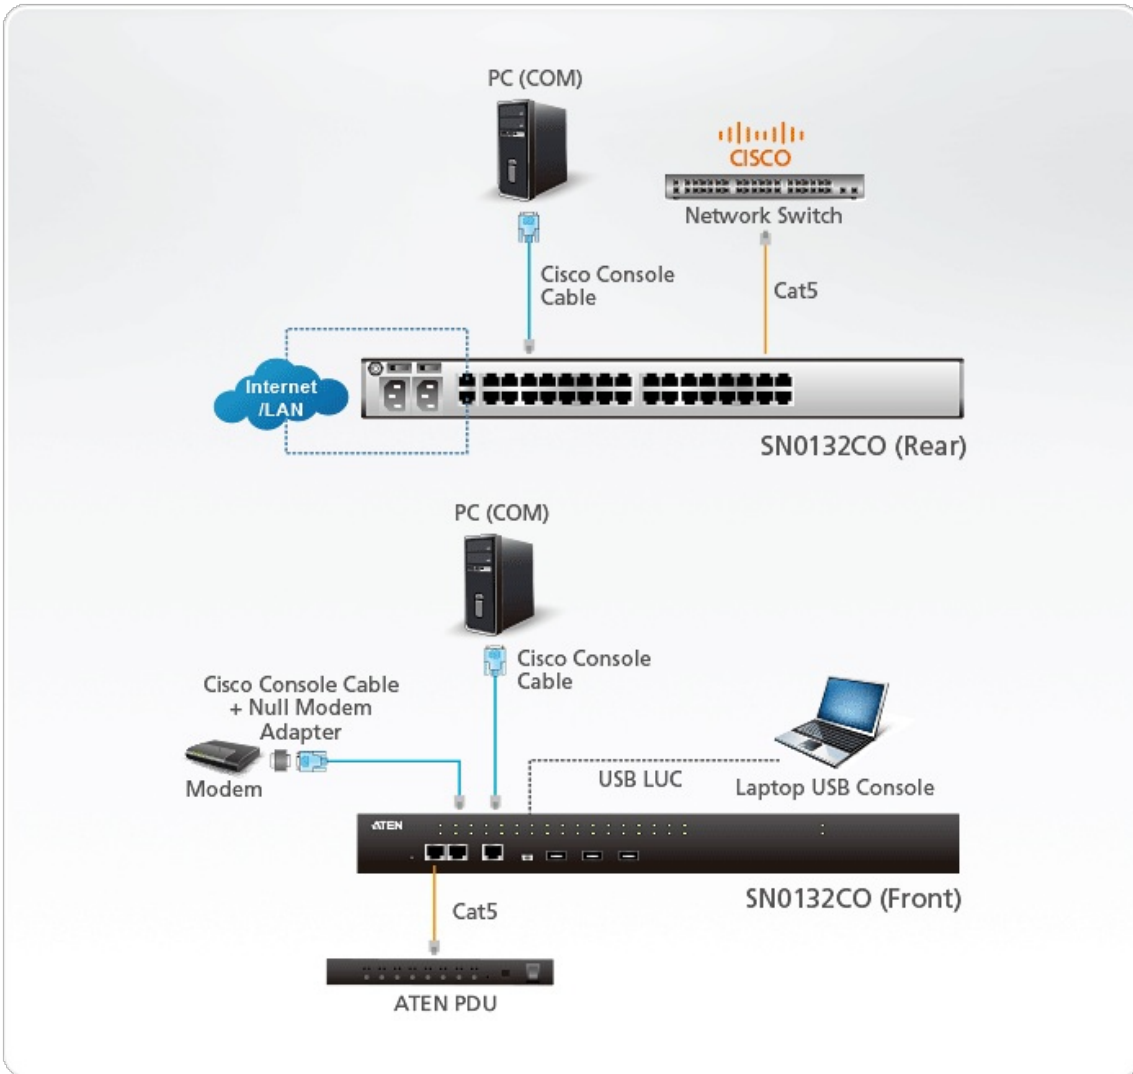 PC (COM)
CISCO
Network Switch
Cisco Console
Cable
Cat5
Internet
/LAN
SN0132CO (Rear)
PC (COM)
Cisco Console
Cable
Cisco Console Cable
+ Null Modem
Adapter
Modem
USB LUC
Laptop USB Console
ATEN
SN0132CO (Front)
Cat5
ATEN PDU